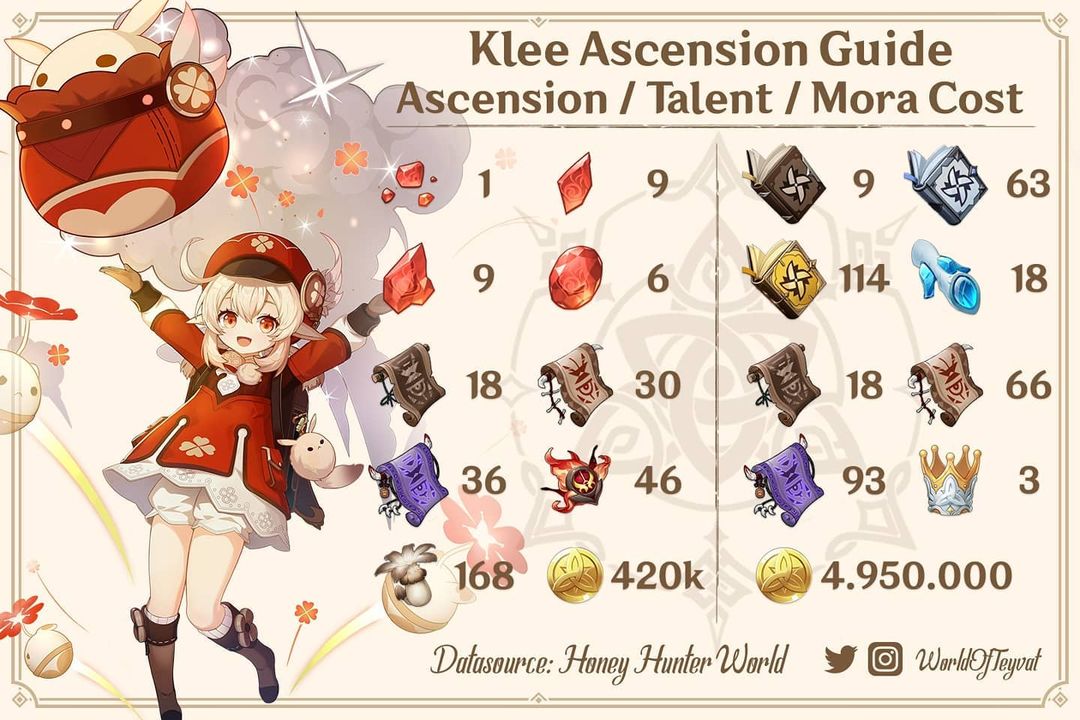 Klee Ascension Guide
Ascension / Talent / Mora Cost
1 9 9 63
9 6 114 18
18 30 18 66
36 46 93 3
168 420k 4.950.000
Datasource: Honey Hunter World WorldOfTeyvat